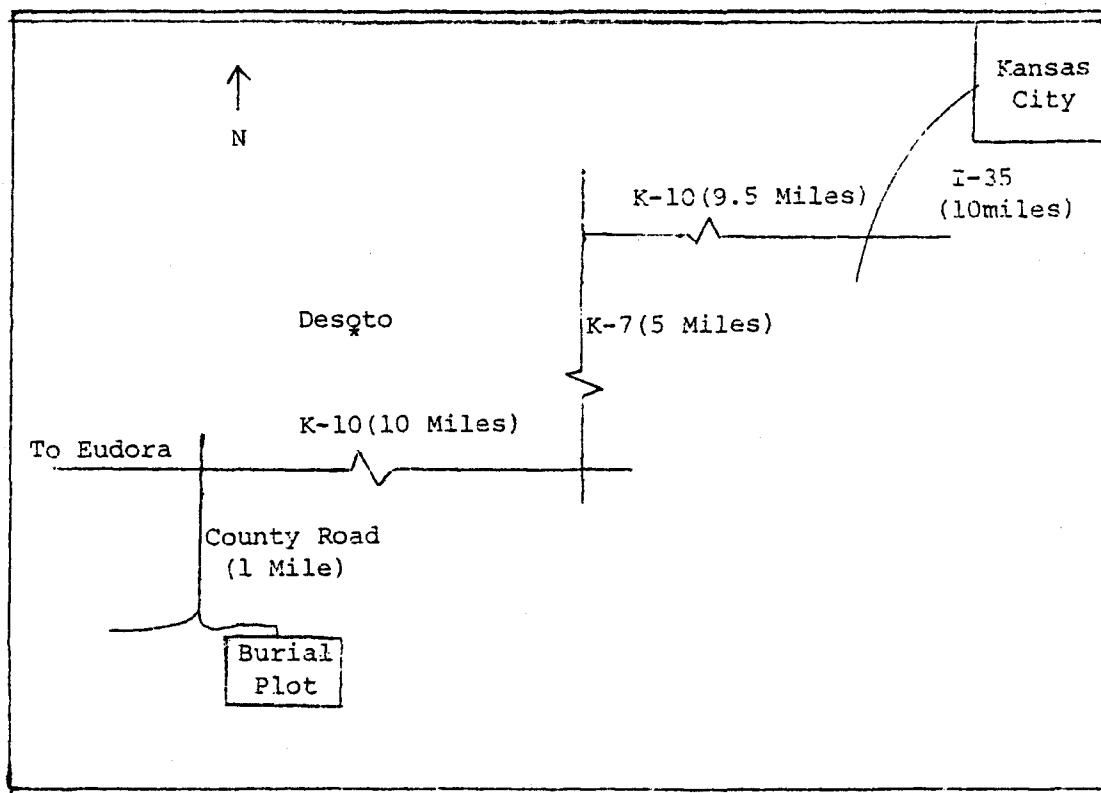 Kansas
City
N
I-35
(10miles)
K-10(9.5 Miles)
Desoto
K-7(5 Miles)
K-10(10 Miles)
To Eudora
County Road
(1 Mile)
Burial
Plot